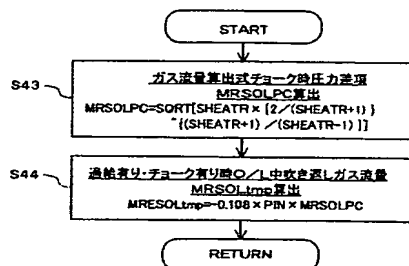 START
S43
ガス流量算出式チョーク時圧力差項
MRSOLPC算出
MRSOLPC=SQRT[SHEATR×{2/(SHEATR+1)}
^{(SHEATR+1)/(SHEATR-1)}]
S44
過給有り・チョーク有り時O/L中吹き返しガス流量
MRSOLtmp算出
MRESOLtmp=-0.108×PIN×MRSOLPC
RETURN